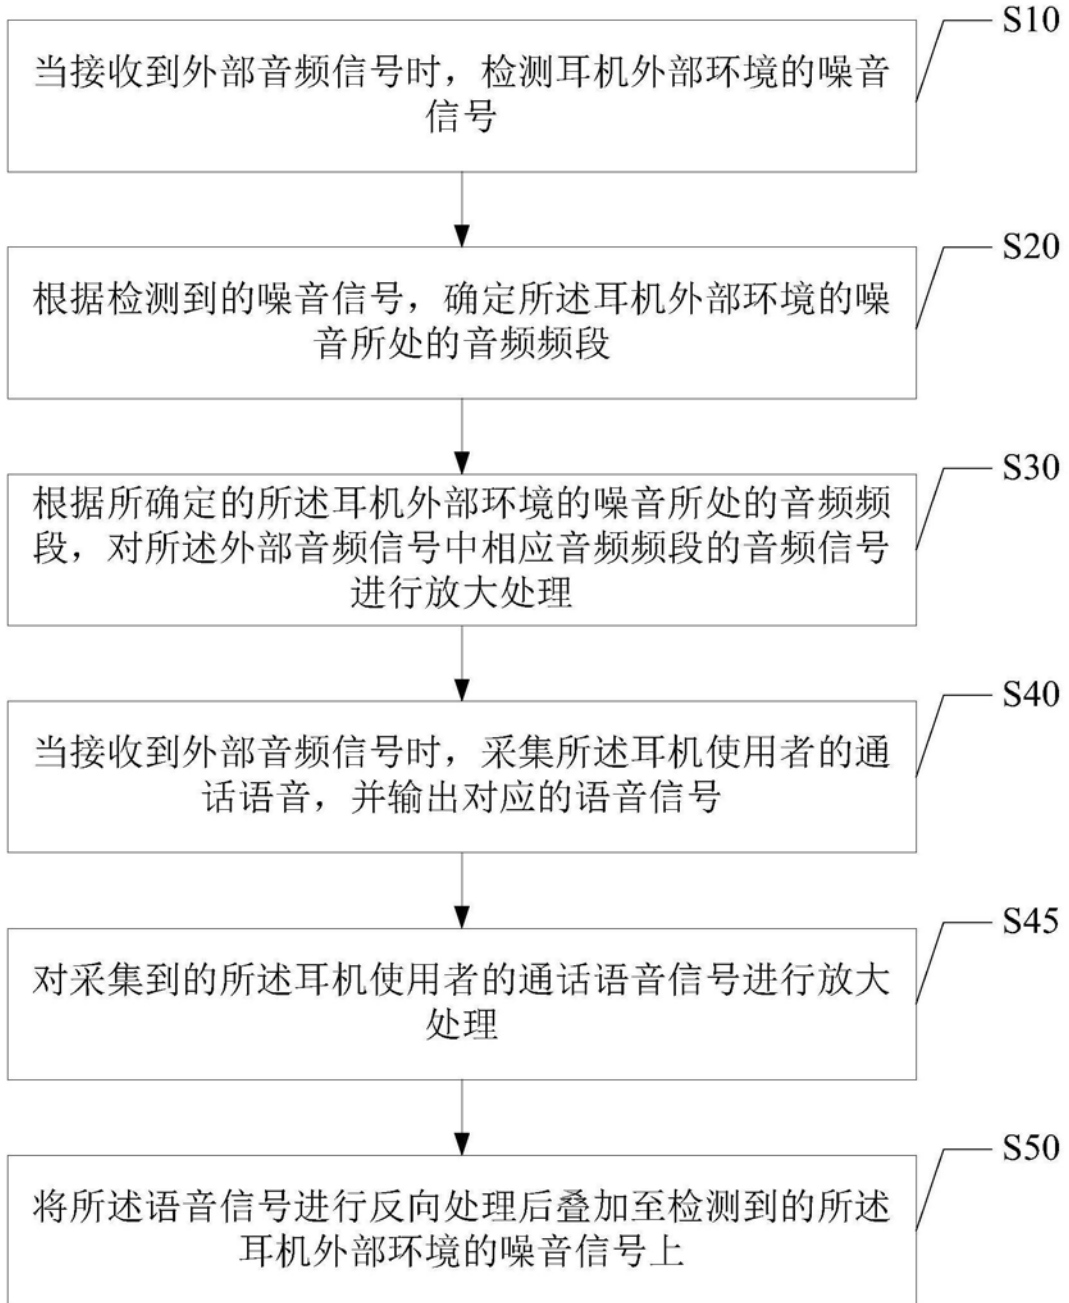 S10
当接收到外部音频信号时，检测耳机外部环境的噪音
信号
S20
根据检测到的噪音信号，确定所述耳机外部环境的噪
音所处的音频频段
S30
根据所确定的所述耳机外部环境的噪音所处的音频频
段，对所述外部音频信号中相应音频频段的音频信号
进行放大处理
S40
当接收到外部音频信号时，采集所述耳机使用者的通
话语音，并输出对应的语音信号
S45
对采集到的所述耳机使用者的通话语音信号进行放大
处理
S50
将所述语音信号进行反向处理后叠加至检测到的所述
耳机外部环境的噪音信号上